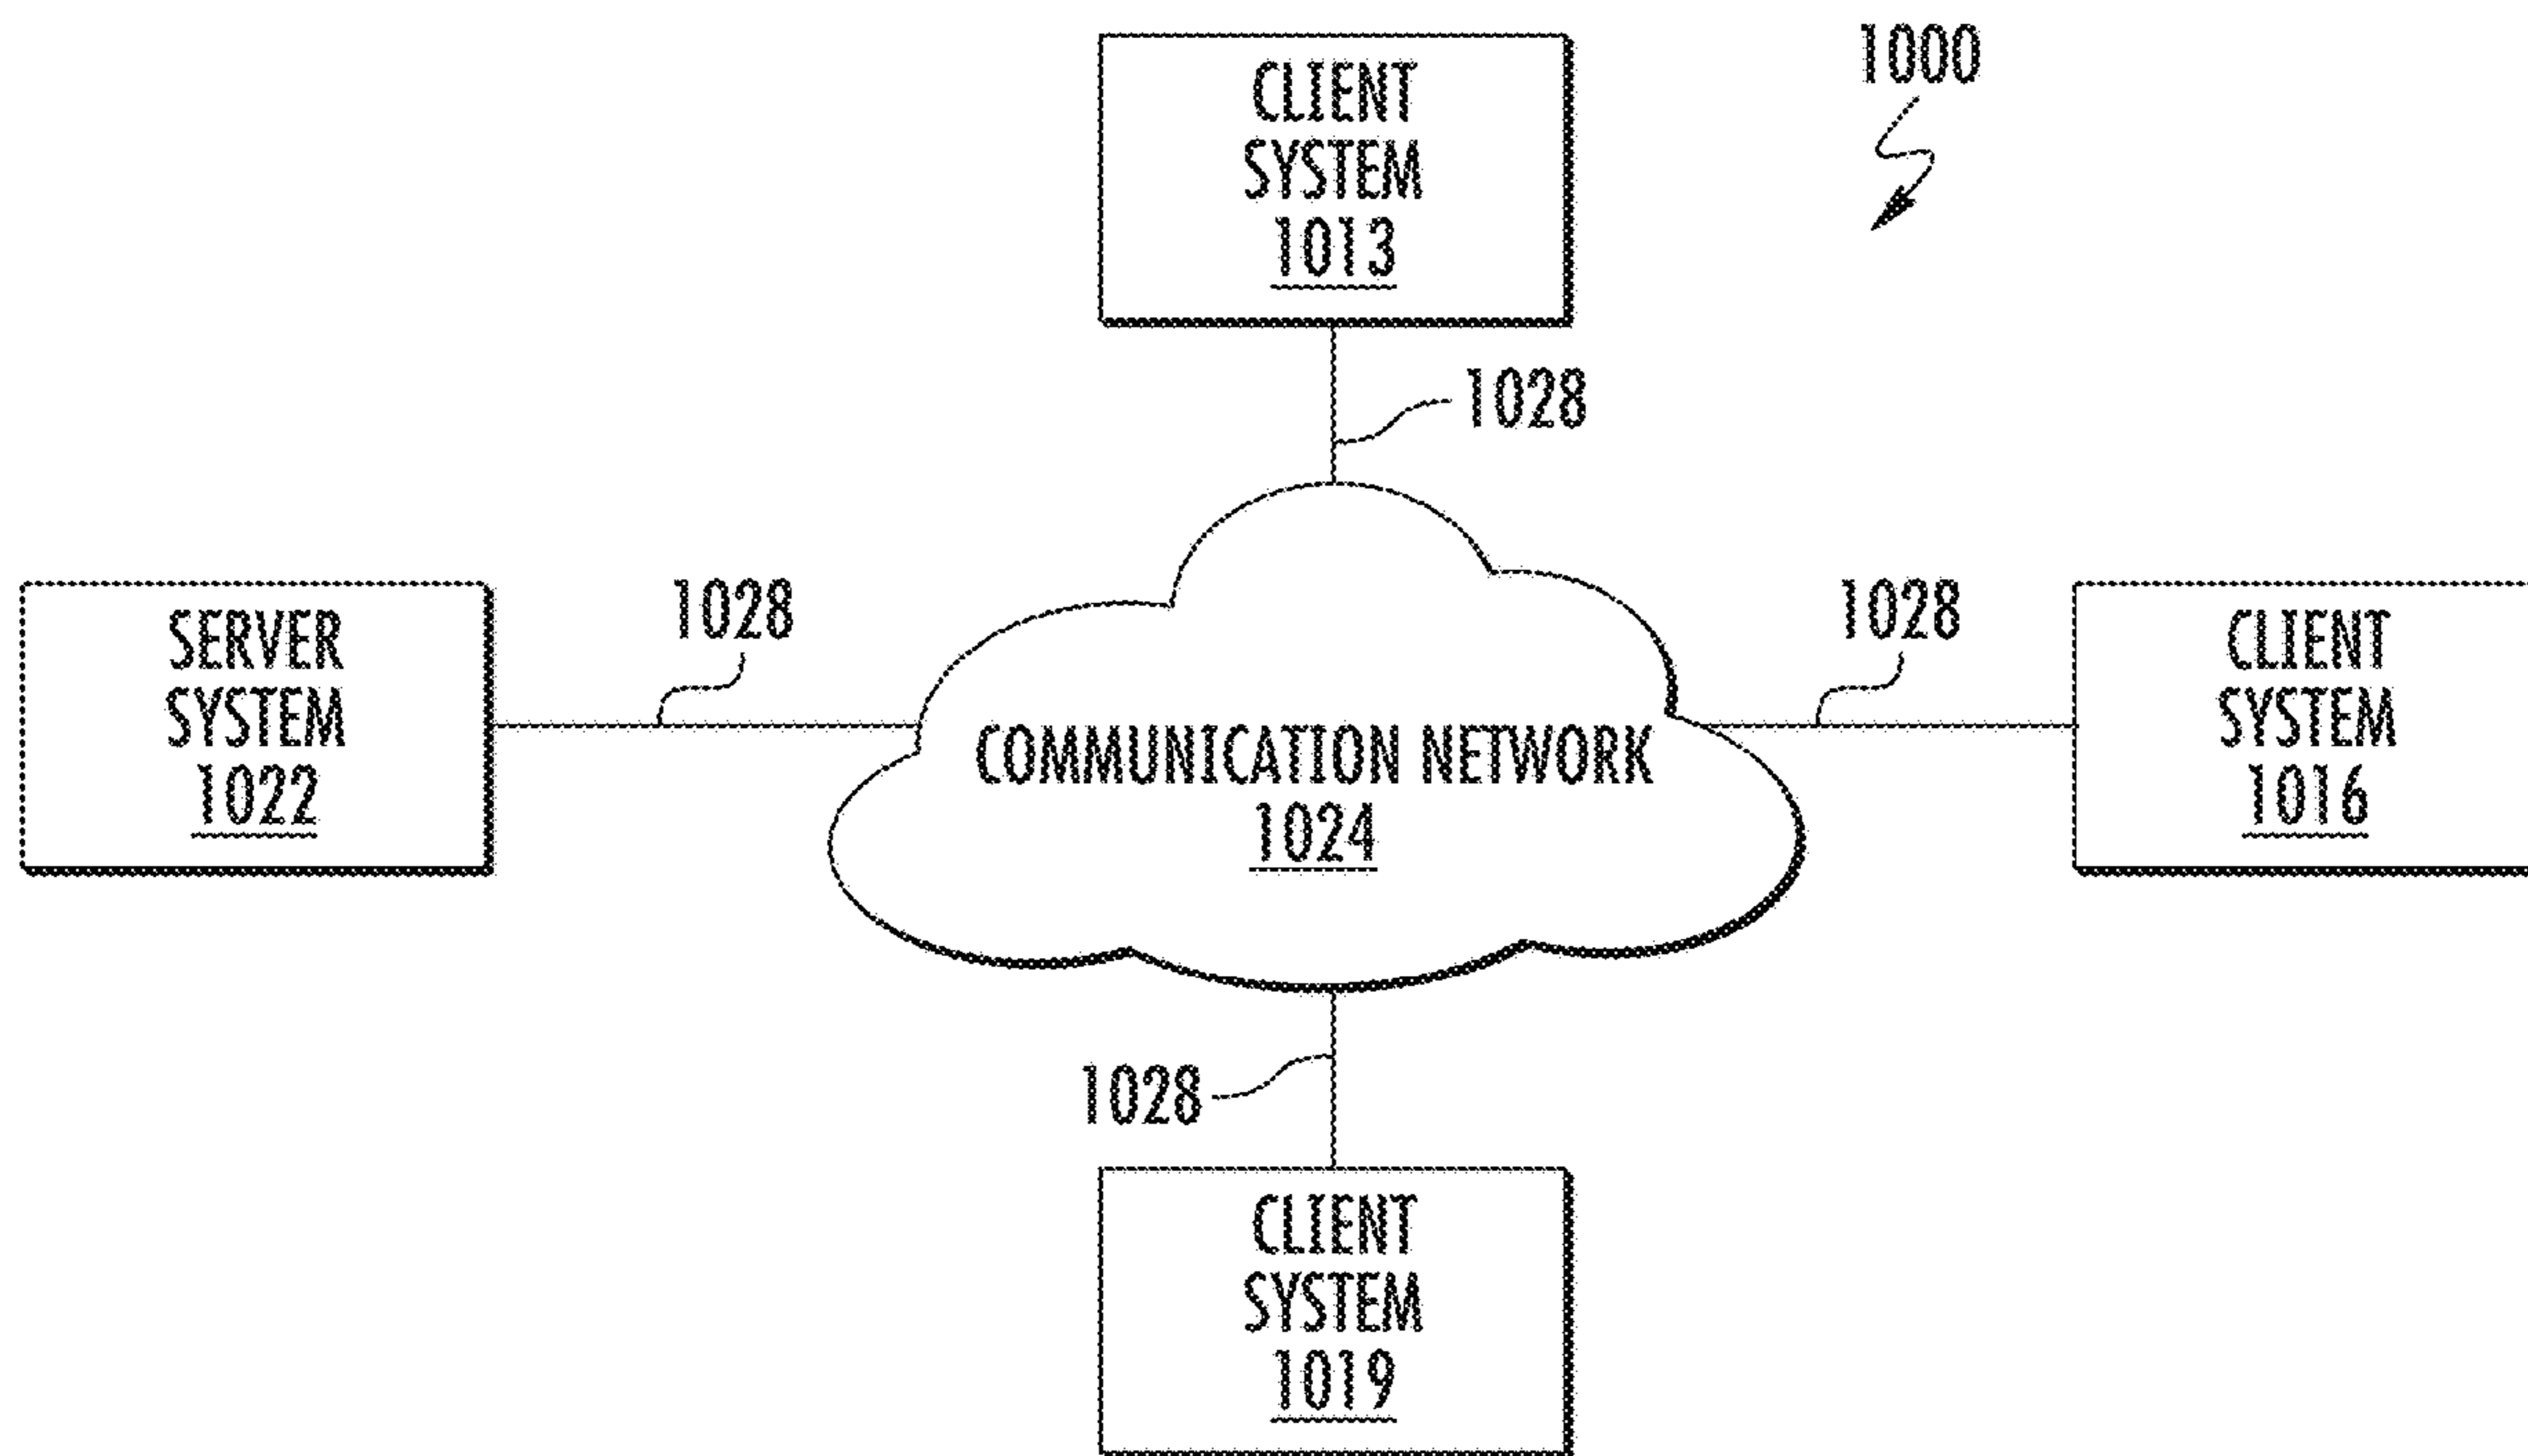 1000
CLIENT
SYSTEM
1013
1028
SERVER
SYSTEM
1022
1028
COMMUNICATION NETWORK
1024
1028
CLIENT
SYSTEM
1016
1028
CLIENT
SYSTEM
1019